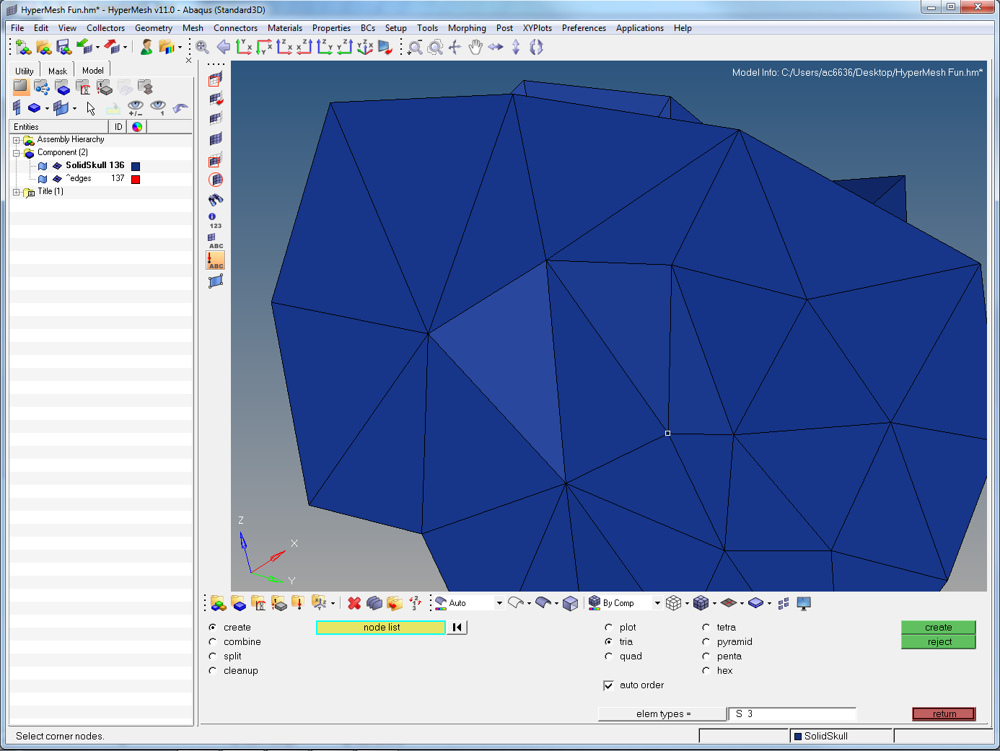 HyperMesh Fun.hm* - HyperMesh v11.0 - Abaqus (Standard3D)
File Edit View Collectors Geometry Mesh Connectors Materials Properties BCs Setup Tools Morphing Post XYPlots Preferences Applications Help
Utility Mask Model
Model Info: C:/Users/ac6636/Desktop/HyperMesh Fun.hm*
Entities ID
Assembly Hierarchy
Component (2)
SolidSkull 136
^edges 137
Title (1)
123
ABC
ABC
Z
X
Y
Auto By Comp
create node list plot tetra create
combine tria pyramid reject
split quad penta
cleanup hex
auto order
elem types = S 3 return
Select corner nodes. SolidSkull